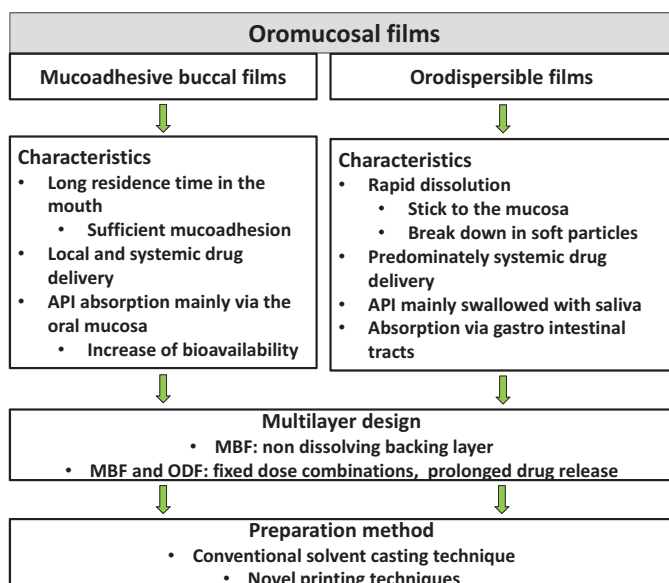 Oromucosal films
Mucoadhesive buccal films
Orodispersible films
Characteristics
• Long residence time in the
mouth
• Sufficient mucoadhesion
• Local and systemic drug
delivery
• API absorption mainly via the
oral mucosa
• Increase of bioavailability
Characteristics
• Rapid dissolution
• Stick to the mucosa
• Break down in soft particles
• Predominately systemic drug
delivery
• API mainly swallowed with saliva
• Absorption via gastro intestinal
tracts
Multilayer design
• MBF: non dissolving backing layer
• MBF and ODF: fixed dose combinations, prolonged drug release
Preparation method
• Conventional solvent casting technique
• Novel printing techniques